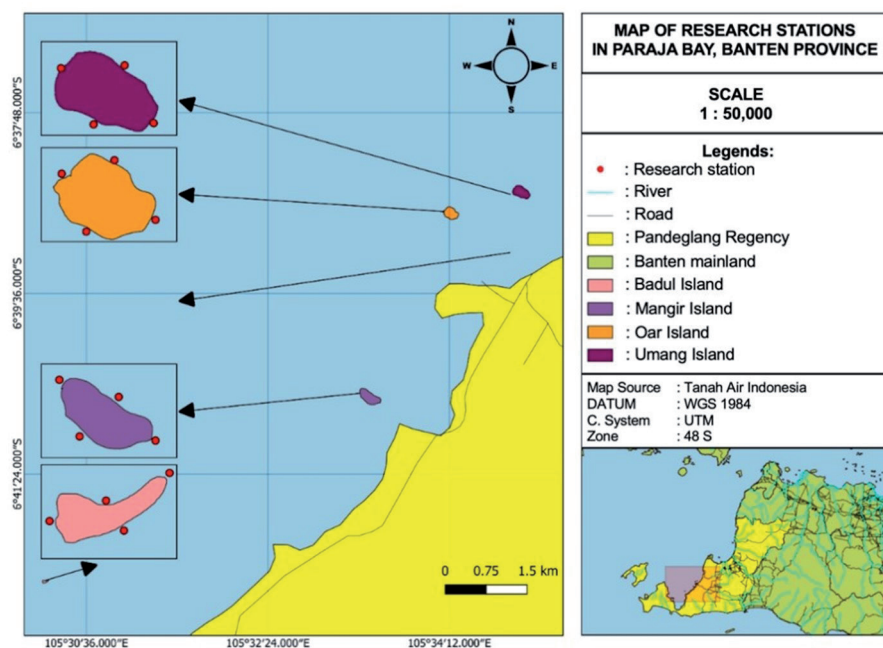 N
W E
S
6°37'48.000"S
6°39'36.000"S
6°41'24.000"S
0 0.75 1.5 km
105°30'36.000"E
105°32'24.000"E
105°34'12.000"E
MAP OF RESEARCH STATIONS
IN PARAJA BAY, BANTEN PROVINCE
SCALE
1 : 50,000
Legends:
: Research station
: River
: Road
: Pandeglang Regency
: Banten mainland
: Badul Island
: Mangir Island
: Oar Island
: Umang Island
Map Source : Tanah Air Indonesia
DATUM : WGS 1984
C. System : UTM
Zone : 48 S